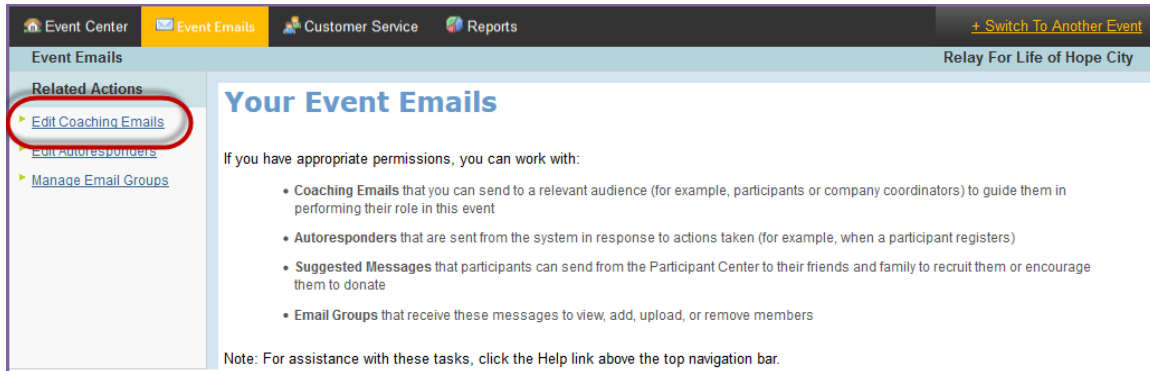 Event Center Event Emails Customer Service Reports + Switch To Another Event
Event Emails Relay For Life of Hope City
Related Actions
Edit Coaching Emails
Edit Autoresponders
Manage Email Groups
Your Event Emails
If you have appropriate permissions, you can work with:
• Coaching Emails that you can send to a relevant audience (for example, participants or company coordinators) to guide them in
performing their role in this event
• Autoresponders that are sent from the system in response to actions taken (for example, when a participant registers)
• Suggested Messages that participants can send from the Participant Center to their friends and family to recruit them or encourage
them to donate
• Email Groups that receive these messages to view, add, upload, or remove members
Note: For assistance with these tasks, click the Help link above the top navigation bar.